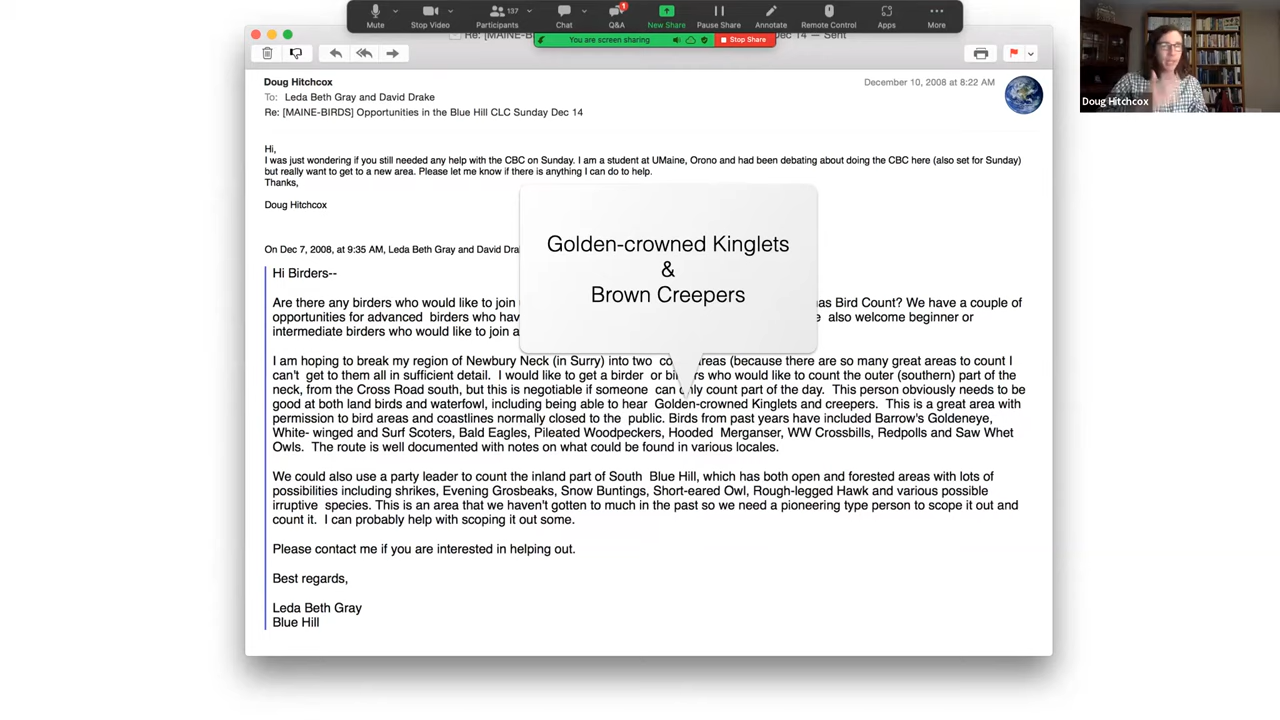 Mute
Stop Video
Participants
137
Chat
Q&A
1
New Share
Pause Share
Annotate
Remote Control
Apps
More
You are screen sharing
Stop Share
Doug Hitchcox
December 10, 2008 at 8:22 AM
To: Leda Beth Gray and David Drake
Re: [MAINE-BIRDS] Opportunities in the Blue Hill CLC Sunday Dec 14
Doug Hitchcox
Hi,
I was just wondering if you still needed any help with the CBC on Sunday. I am a student at UMaine, Orono and had been debating about doing the CBC here (also set for Sunday)
but really want to get to a new area. Please let me know if there is anything I can do to help.
Thanks,
Doug Hitchcox
On Dec 7, 2008, at 9:35 AM, Leda Beth Gray and David
Golden-crowned Kinglets
&
Brown Creepers
Hi Birders--
Are there any birders who would like to join Bird Count? We have a couple of
opportunities for advanced birders who also welcome beginner or
intermediate birders who would like to join
I am hoping to break my region of Newbury Neck (in Surry) into two areas (because there are so many great areas to count I
can't get to them all in sufficient detail. I would like to get a birder or birders who would like to count the outer (southern) part of the
neck, from the Cross Road south, but this is negotiable if someone can only count part of the day. This person obviously needs to be
good at both land birds and waterfowl, including being able to hear Golden-crowned Kinglets and creepers. This is a great area with
permission to bird areas and coastlines normally closed to the public. Birds from past years have included Barrow's Goldeneye,
White- winged and Surf Scoters, Bald Eagles, Pileated Woodpeckers, Hooded Merganser, WW Crossbills, Redpolls and Saw Whet
Owls. The route is well documented with notes on what could be found in various locales.
We could also use a party leader to count the inland part of South Blue Hill, which has both open and forested areas with lots of
possibilities including shrikes, Evening Grosbeaks, Snow Buntings, Short-eared Owl, Rough-legged Hawk and various possible
irruptive species. This is an area that we haven't gotten to much in the past so we need a pioneering type person to scope it out and
count it. I can probably help with scoping it out some.
Please contact me if you are interested in helping out.
Best regards,
Leda Beth Gray
Blue Hill